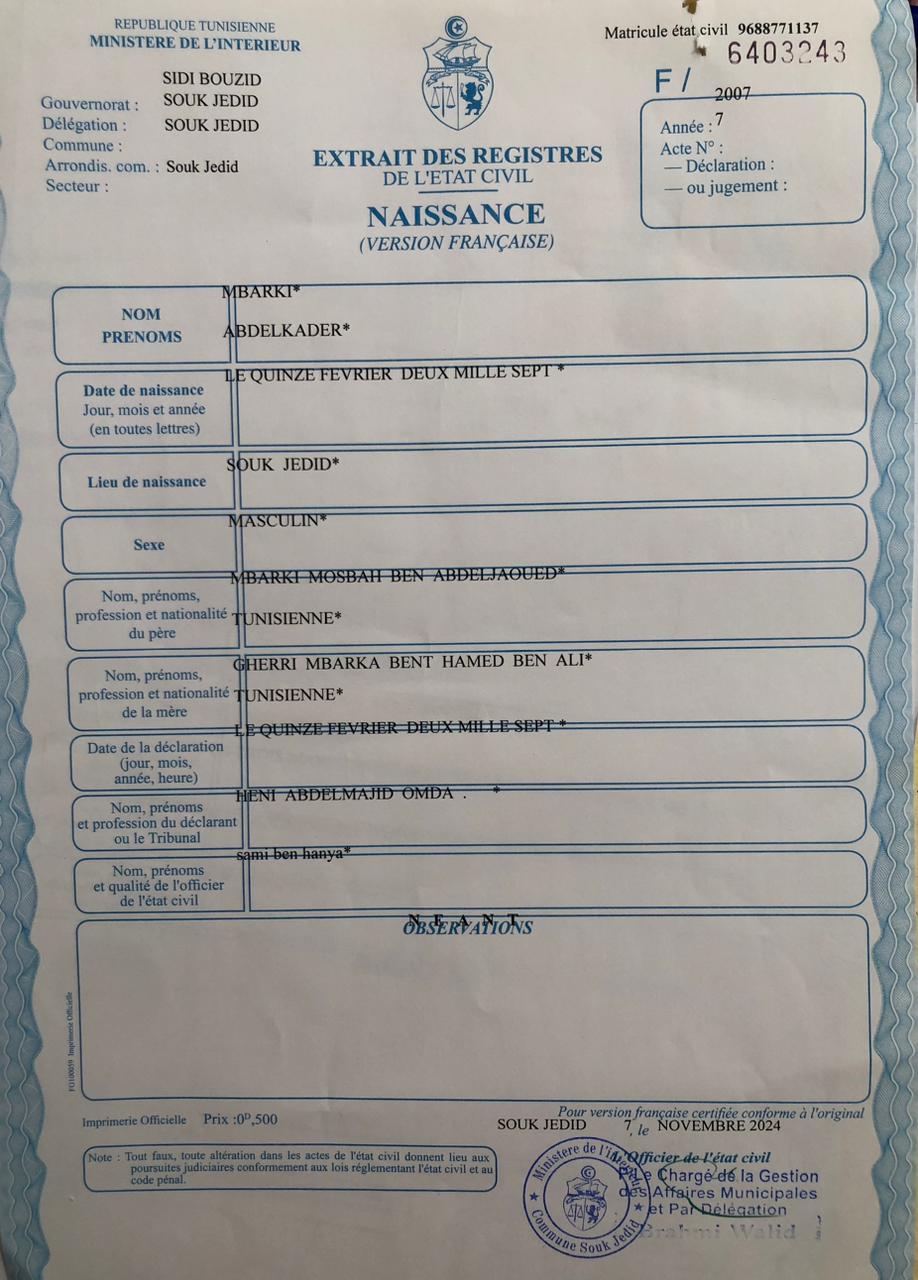 REPUBLIQUE TUNISIENNE
MINISTERE DE L'INTERIEUR
Matricule état civil 9688771137
6403243
F /
SIDI BOUZID
Gouvernorat : SOUK JEDID
Délégation : SOUK JEDID
Commune :
Arrondis. com. : Souk Jedid
Secteur :
2007
Année : 7
Acte N° :
— Déclaration :
— ou jugement :
EXTRAIT DES REGISTRES
DE L'ETAT CIVIL
NAISSANCE
(VERSION FRANÇAISE)
NOM
PRENOMS
MBARKI*
ABDELKADER*
Date de naissance
Jour, mois et année
(en toutes lettres)
LE QUINZE FEVRIER DEUX MILLE SEPT *
Lieu de naissance
SOUK JEDID*
Sexe
MASCULIN*
Nom, prénoms,
profession et nationalité
du père
MBARKI MOSBAH BEN ABDELJAOUED*
TUNISIENNE*
Nom, prénoms,
profession et nationalité
de la mère
GHERRI MBARKA BENT HAMED BEN ALI*
TUNISIENNE*
Date de la déclaration
(jour, mois,
année, heure)
LE QUINZE FEVRIER DEUX MILLE SEPT *
Nom, prénoms
et profession du déclarant
ou le Tribunal
HENI ABDELMAJID OMDA . *
Nom, prénoms
et qualité de l'officier
de l'état civil
sami ben hanya*
N E A N T
OBSERVATIONS
FG100059 Imprimerie Officielle
Imprimerie Officielle Prix :0ᴰ,500
Pour version française certifiée conforme à l'original
SOUK JEDID 7, le NOVEMBRE 2024
Note : Tout faux, toute altération dans les actes de l'état civil donnent lieu aux
poursuites judiciaires conformement aux lois réglementant l'état civil et au
code pénal.
L'Officier de l'état civil
Chargé de la Gestion
des Affaires Municipales
et Par Délégation
Brahmi Walid
Ministere de l'Intérieur
Commune Souk Jedid